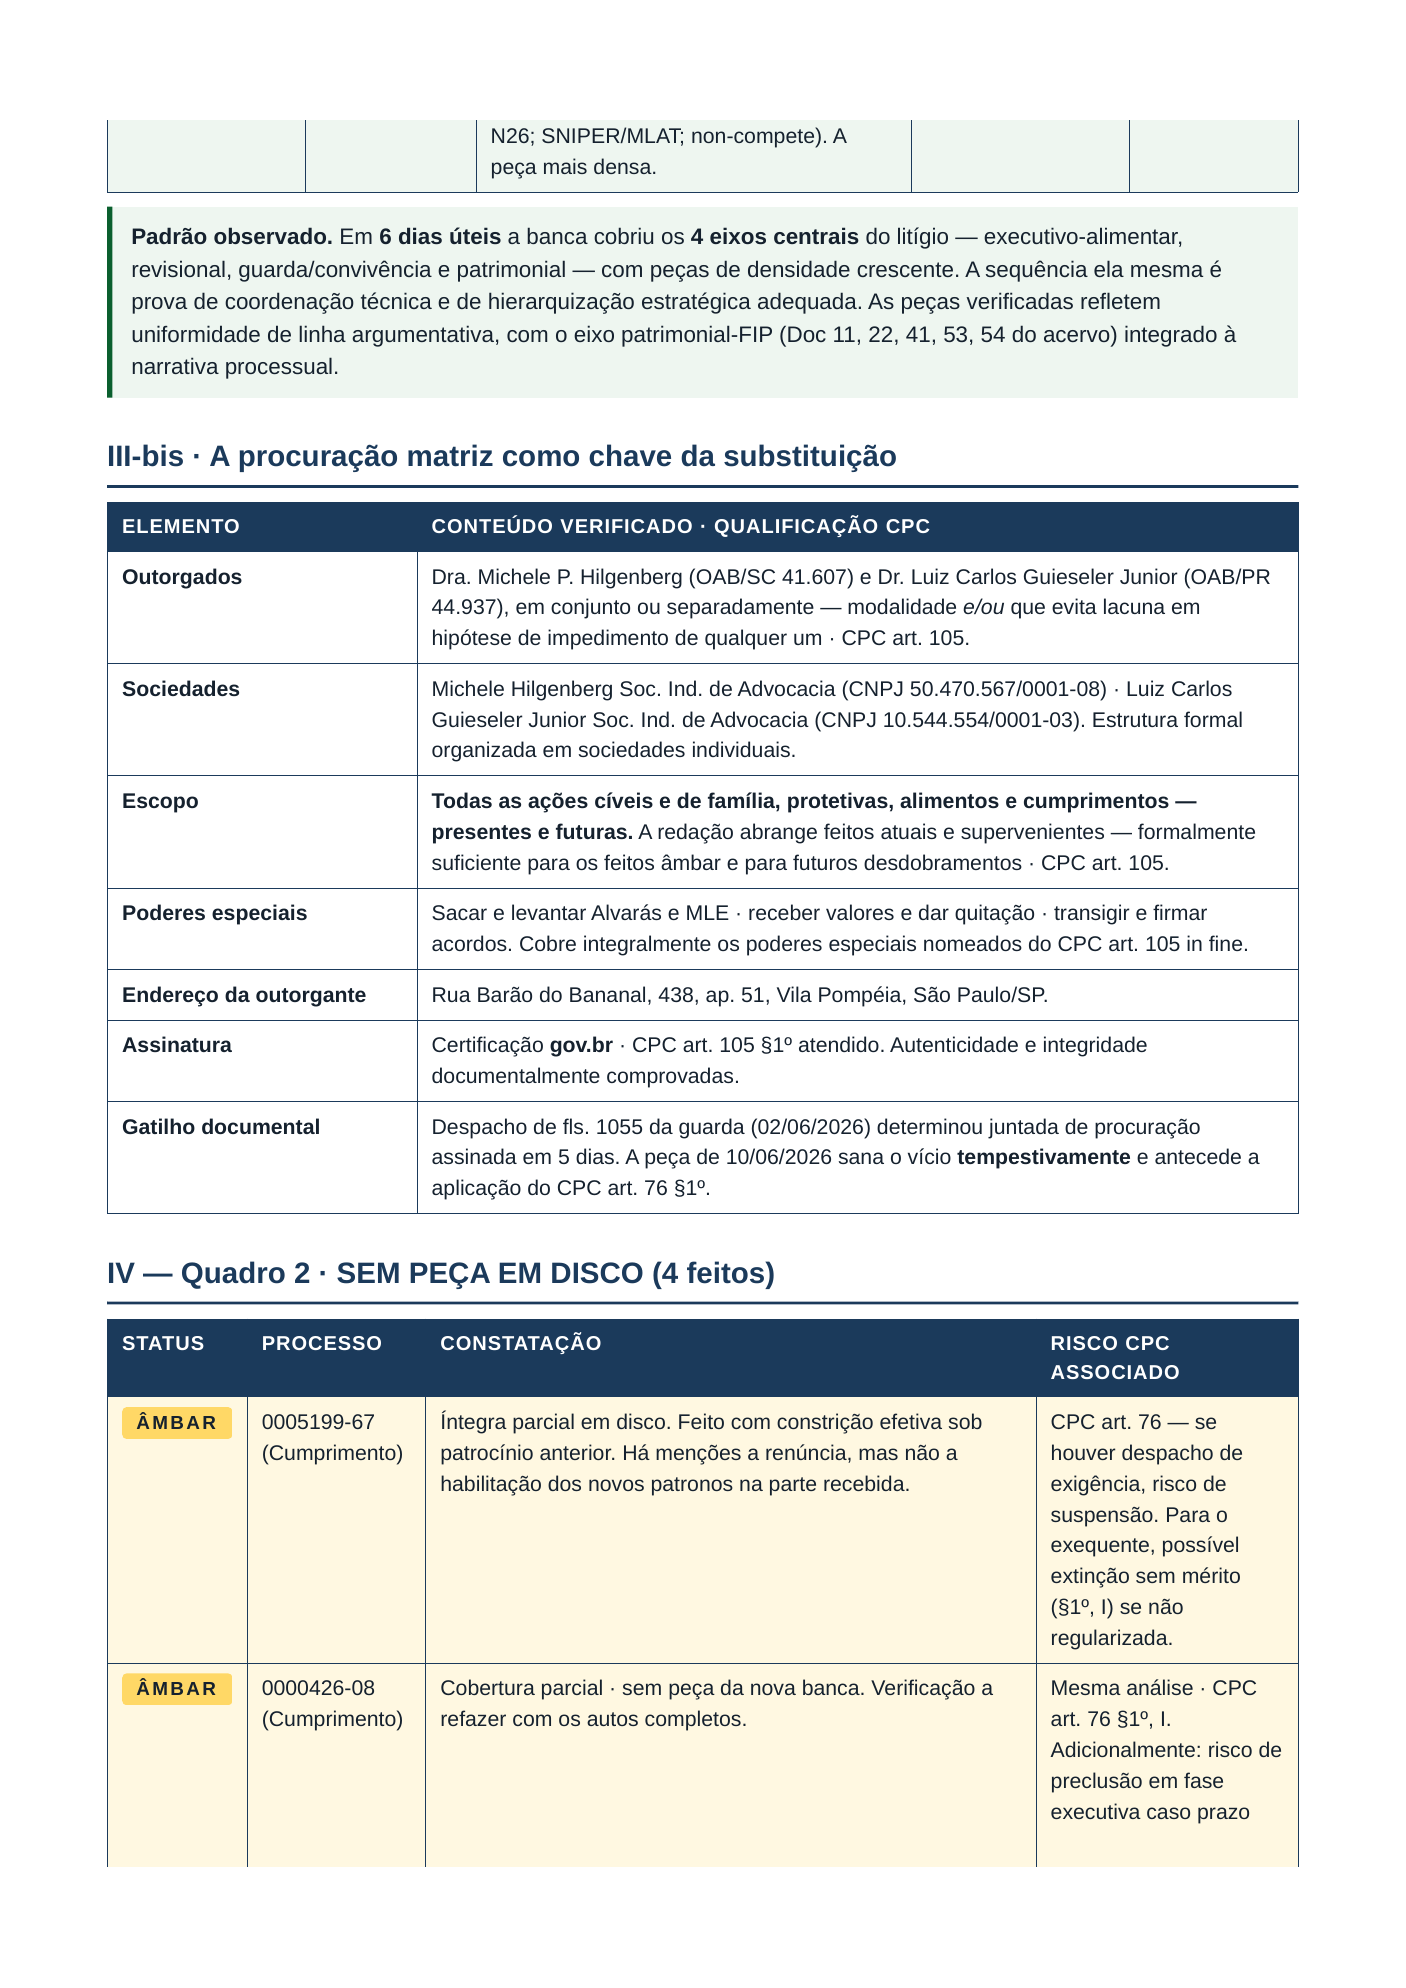 N26; SNIPER/MLAT; non-compete). A
peça mais densa.
Padrão observado. Em 6 dias úteis a banca cobriu os 4 eixos centrais do litígio — executivo-alimentar,
revisional, guarda/convivência e patrimonial — com peças de densidade crescente. A sequência ela mesma é
prova de coordenação técnica e de hierarquização estratégica adequada. As peças verificadas refletem
uniformidade de linha argumentativa, com o eixo patrimonial-FIP (Doc 11, 22, 41, 53, 54 do acervo) integrado à
narrativa processual.
III-bis · A procuração matriz como chave da substituição
ELEMENTO
CONTEÚDO VERIFICADO · QUALIFICAÇÃO CPC
Outorgados
Dra. Michele P. Hilgenberg (OAB/SC 41.607) e Dr. Luiz Carlos Guieseler Junior (OAB/PR
44.937), em conjunto ou separadamente — modalidade e/ou que evita lacuna em
hipótese de impedimento de qualquer um · CPC art. 105.
Sociedades
Michele Hilgenberg Soc. Ind. de Advocacia (CNPJ 50.470.567/0001-08) · Luiz Carlos
Guieseler Junior Soc. Ind. de Advocacia (CNPJ 10.544.554/0001-03). Estrutura formal
organizada em sociedades individuais.
Escopo
Todas as ações cíveis e de família, protetivas, alimentos e cumprimentos —
presentes e futuras. A redação abrange feitos atuais e supervenientes — formalmente
suficiente para os feitos âmbar e para futuros desdobramentos · CPC art. 105.
Poderes especiais
Sacar e levantar Alvarás e MLE · receber valores e dar quitação · transigir e firmar
acordos. Cobre integralmente os poderes especiais nomeados do CPC art. 105 in fine.
Endereço da outorgante
Rua Barão do Bananal, 438, ap. 51, Vila Pompéia, São Paulo/SP.
Assinatura
Certificação gov.br · CPC art. 105 §1º atendido. Autenticidade e integridade
documentalmente comprovadas.
Gatilho documental
Despacho de fls. 1055 da guarda (02/06/2026) determinou juntada de procuração
assinada em 5 dias. A peça de 10/06/2026 sana o vício tempestivamente e antecede a
aplicação do CPC art. 76 §1º.
IV — Quadro 2 · SEM PEÇA EM DISCO (4 feitos)
STATUS
PROCESSO
CONSTATAÇÃO
RISCO CPC
ASSOCIADO
ÂMBAR
0005199-67
(Cumprimento)
Íntegra parcial em disco. Feito com constrição efetiva sob
patrocínio anterior. Há menções a renúncia, mas não a
habilitação dos novos patronos na parte recebida.
CPC art. 76 — se
houver despacho de
exigência, risco de
suspensão. Para o
exequente, possível
extinção sem mérito
(§1º, I) se não
regularizada.
ÂMBAR
0000426-08
(Cumprimento)
Cobertura parcial · sem peça da nova banca. Verificação a
refazer com os autos completos.
Mesma análise · CPC
art. 76 §1º, I.
Adicionalmente: risco de
preclusão em fase
executiva caso prazo